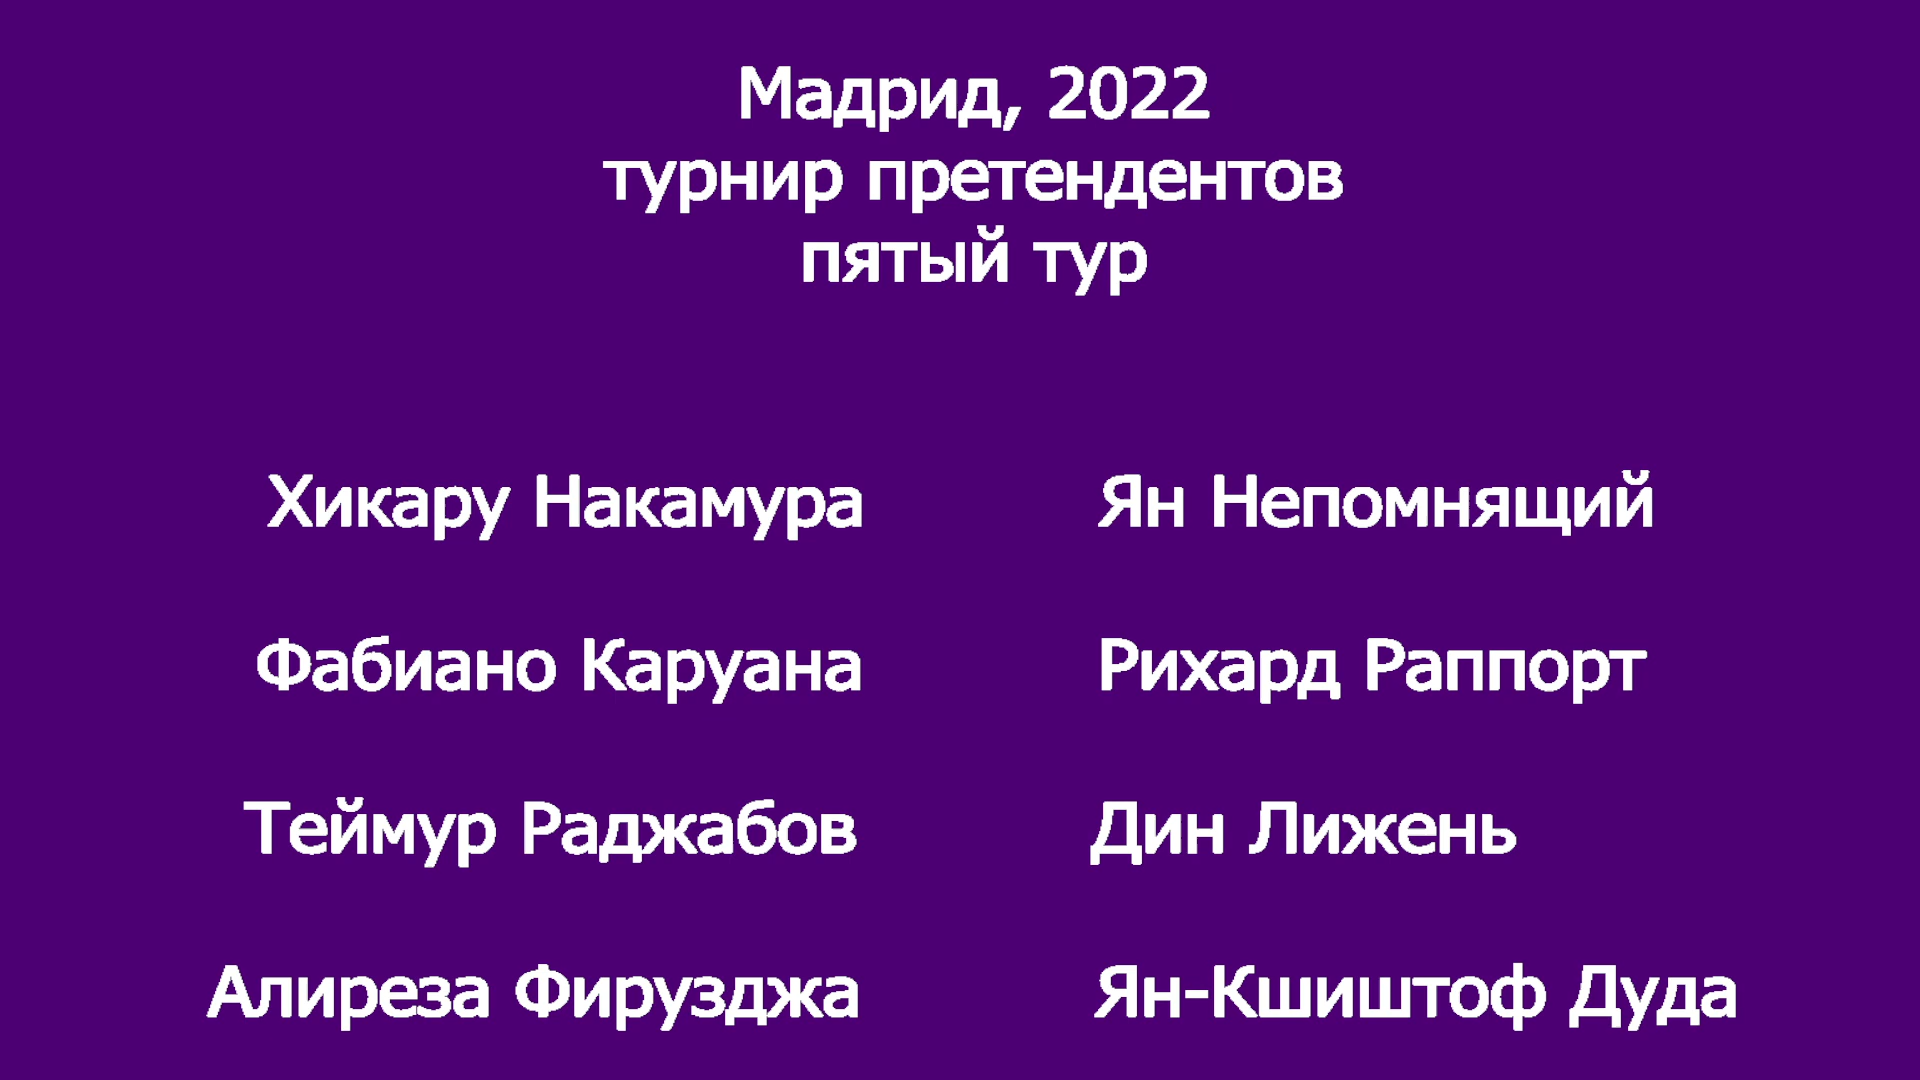 Мадрид, 2022
турнир претендентов
пятый тур
Хикару Накамура Ян Непомнящий
Фабиано Каруана Рихард Раппорт
Теймур Раджабов Дин Лижень
Алиреза Фирузджа Ян-Кшиштоф Дуда